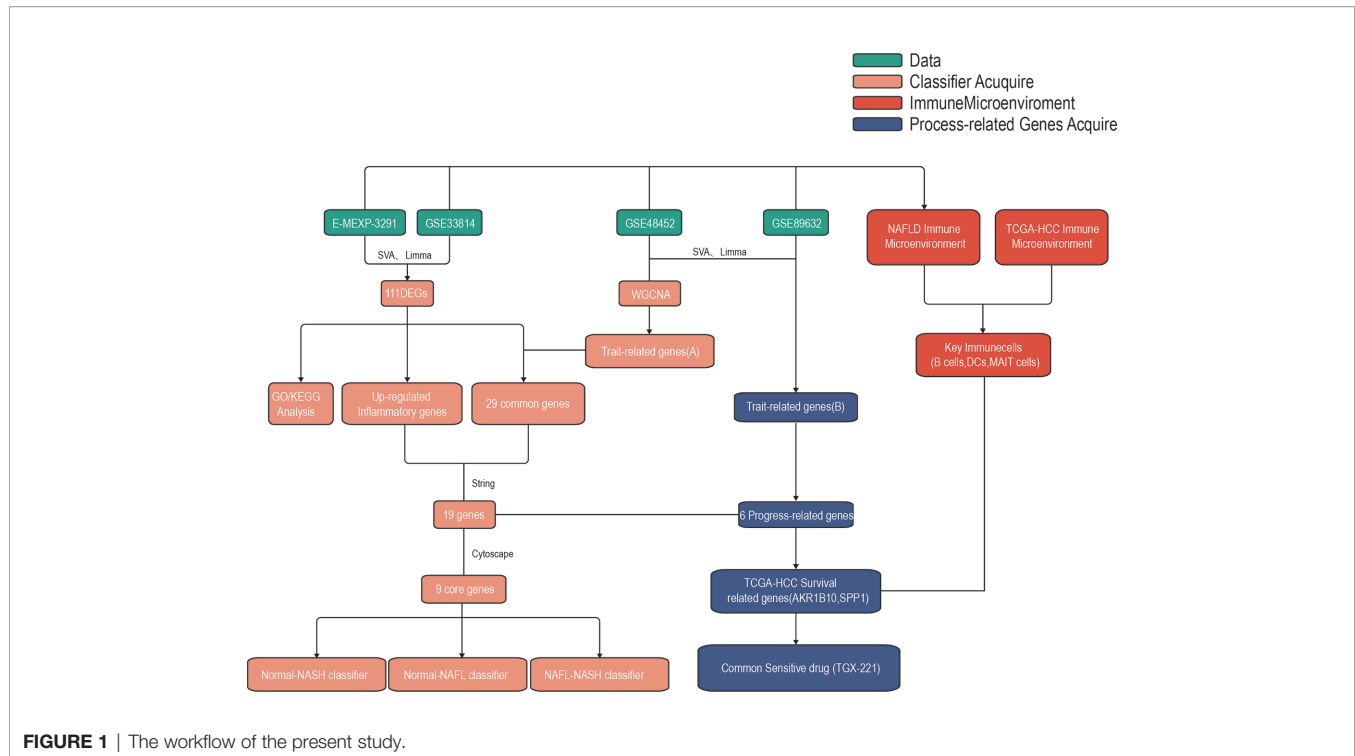 Data
Classifier Acuquire
ImmuneMicroenviroment
Process-related Genes Acquire
E-MEXP-3291
GSE33814
GSE48452
GSE89632
NAFLD Immune
Microenvironment
TCGA-HCC Immune
Microenvironment
SVA、Limma
SVA、Limma
111DEGs
WGCNA
Trait-related genes(A)
Key Immunecells
(B cells,DCs,MAIT cells)
GO/KEGG
Analysis
Up-regulated
Inflammatory genes
29 common genes
Trait-related genes(B)
String
19 genes
6 Progress-related genes
Cytoscape
9 core genes
TCGA-HCC Survival
related genes(AKR1B10,SPP1)
Normal-NASH classifier
Normal-NAFL classifier
NAFL-NASH classifier
Common Sensitive drug (TGX-221)
FIGURE 1 | The workflow of the present study.